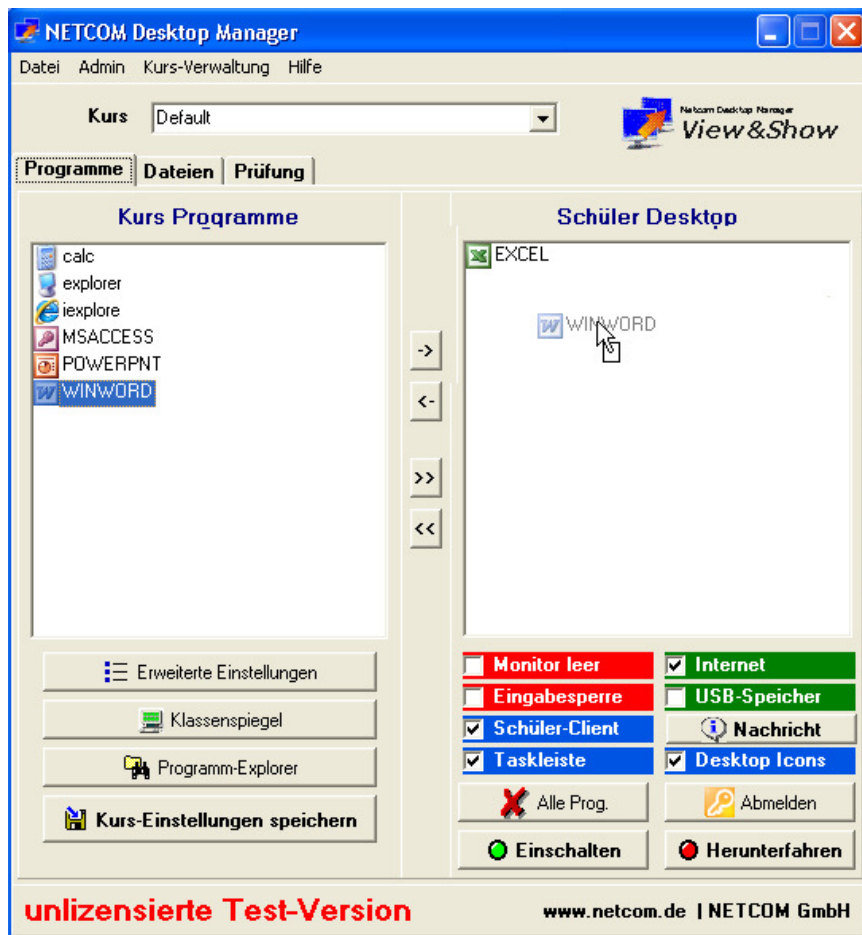 NETCOM Desktop Manager
Datei Admin Kurs-Verwaltung Hilfe
Kurs Default
Netcom Desktop Manager
View&Show
Programme Dateien Prüfung
Kurs Programme
calc
explorer
iexplore
MSACCESS
POWERPNT
WINWORD
->
<-
>>
<<
Schüler Desktop
EXCEL
WINWORD
Erweiterte Einstellungen
Klassenspiegel
Programm-Explorer
Kurs-Einstellungen speichern
Monitor leer Internet
Eingabesperre USB-Speicher
Schüler-Client Nachricht
Taskleiste Desktop Icons
Alle Prog. Abmelden
Einschalten Herunterfahren
unlizensierte Test-Version www.netcom.de | NETCOM GmbH